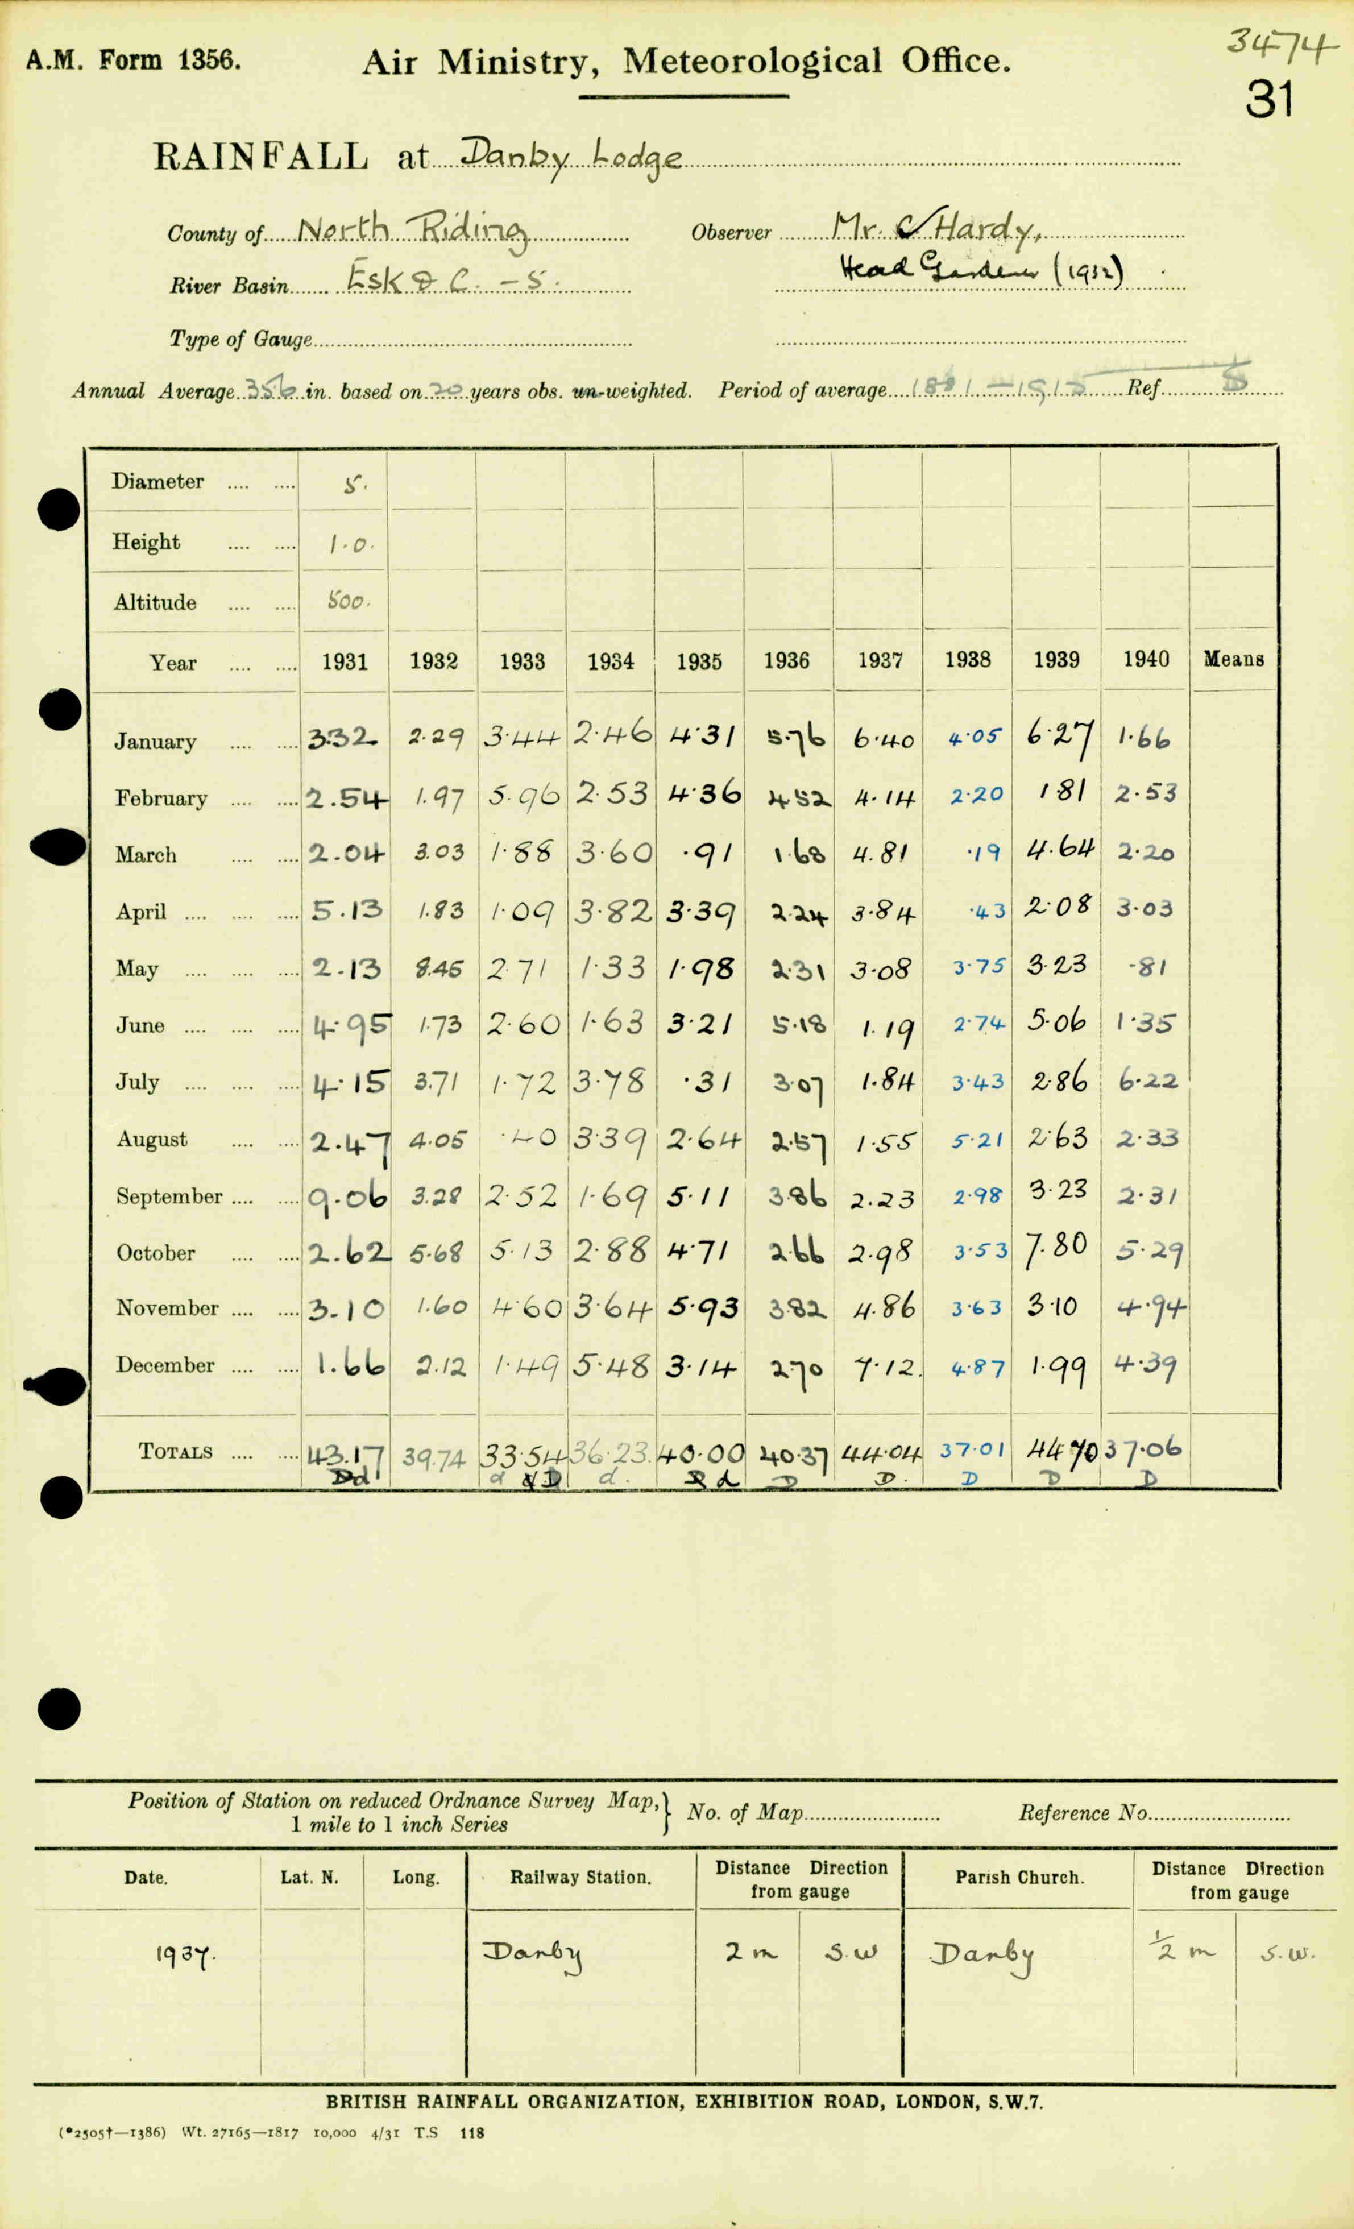 3474
A.M. Form 1356. Air Ministry, Meteorological Office.
31
RAINFALL at Danby Lodge
County of North Riding Observer Mr. C Hardy,
River Basin Esk & C. - 5. Head Gardener (1932)
Type of Gauge
Annual Average 35.6 in. based on 20 years obs. un-weighted. Period of average 1881-1915 Ref.
Diameter .... .... 5.
Height .... .... 1.0.
Altitude .... .... 500.
Year .... .... 1931 1932 1933 1934 1935 1936 1937 1938 1939 1940 Means
January .... .... 3.32 2.29 3.44 2.46 4.31 5.76 6.40 4.05 6.27 1.66
February .... .... 2.54 1.97 5.96 2.53 4.36 4.52 4.14 2.20 1.81 2.53
March .... .... 2.04 3.03 1.88 3.60 .91 1.68 4.81 .19 4.64 2.20
April .... .... .... 5.13 1.83 1.09 3.82 3.39 2.24 3.84 .43 2.08 3.03
May .... .... .... 2.13 8.45 2.71 1.33 1.98 2.31 3.08 3.75 3.23 .81
June .... .... .... 4.95 1.73 2.60 1.63 3.21 5.18 1.19 2.74 5.06 1.35
July .... .... .... 4.15 3.71 1.72 3.78 .31 3.07 1.84 3.43 2.86 6.22
August .... .... 2.47 4.05 .40 3.39 2.64 2.57 1.55 5.21 2.63 2.33
September .... .... 9.06 3.28 2.52 1.69 5.11 3.86 2.23 2.98 3.23 2.31
October .... .... 2.62 5.68 5.13 2.88 4.71 2.66 2.98 3.53 7.80 5.29
November .... .... 3.10 1.60 4.60 3.64 5.93 3.82 4.86 3.63 3.10 4.94
December .... .... 1.66 2.12 1.49 5.48 3.14 2.70 7.12. 4.87 1.99 4.39
TOTALS .... .... 43.17 39.74 33.54 36.23 40.00 40.37 44.04 37.01 44.70 37.06
d d D d. d D D. D D D
Position of Station on reduced Ordnance Survey Map, } No. of Map Reference No.
1 mile to 1 inch Series
Date. Lat. N. Long. Railway Station. Distance Direction from gauge Parish Church. Distance Direction from gauge
1937. Danby 2 m S.W Danby ½ m S.W.
BRITISH RAINFALL ORGANIZATION, EXHIBITION ROAD, LONDON, S.W.7.
(*2505†—1386) Wt. 27165—1817 10,000 4/31 T.S 118